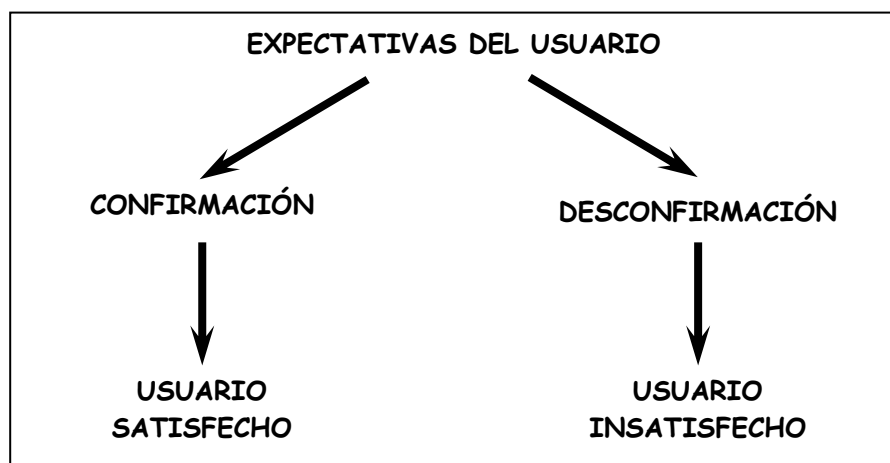 EXPECTATIVAS DEL USUARIO
CONFIRMACIÓN
DESCONFIRMACIÓN
USUARIO
SATISFECHO
USUARIO
INSATISFECHO